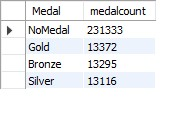 Medal medalcount
NoMedal 231333
Gold 13372
Bronze 13295
Silver 13116